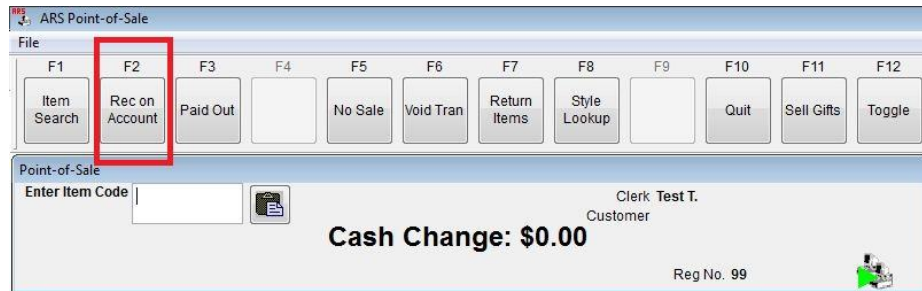 ARS ARS Point-of-Sale
File
F1 F2 F3 F4 F5 F6 F7 F8 F9 F10 F11 F12
Item Search
Rec on Account
Paid Out
No Sale
Void Tran
Return Items
Style Lookup
Quit
Sell Gifts
Toggle
Point-of-Sale
Enter Item Code
Clerk Test T.
Customer
Cash Change: $0.00
Reg No. 99